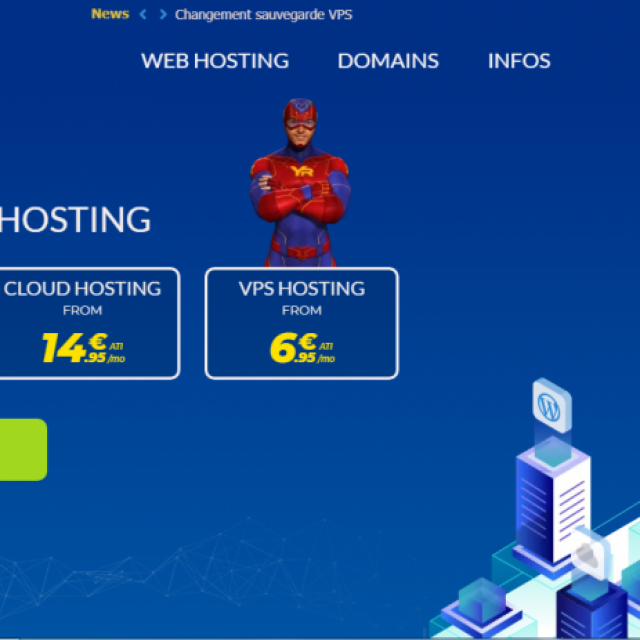 News < > Changement sauvegarde VPS
WEB HOSTING DOMAINS INFOS
HOSTING
CLOUD HOSTING
FROM
14€.95 ATI /mo
VPS HOSTING
FROM
6€.95 ATI /mo